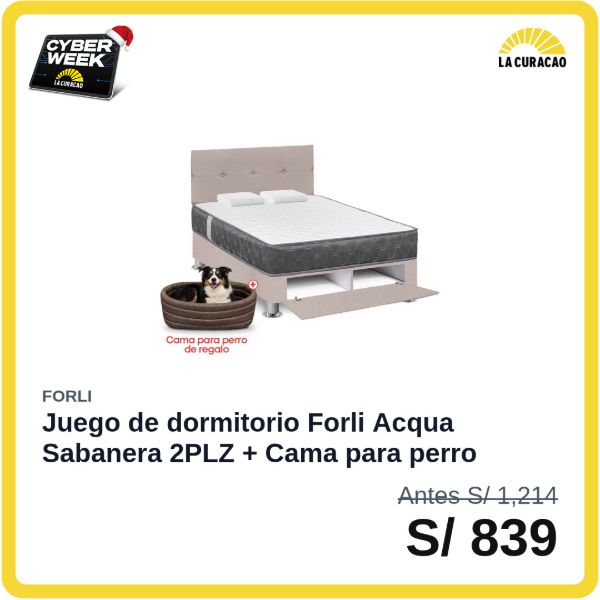 CYBER
WEEK
LA CURACAO
LA CURACAO
Cama para perro
de regalo
FORLI
Juego de dormitorio Forli Acqua
Sabanera 2PLZ + Cama para perro
Antes S/ 1,214
S/ 839